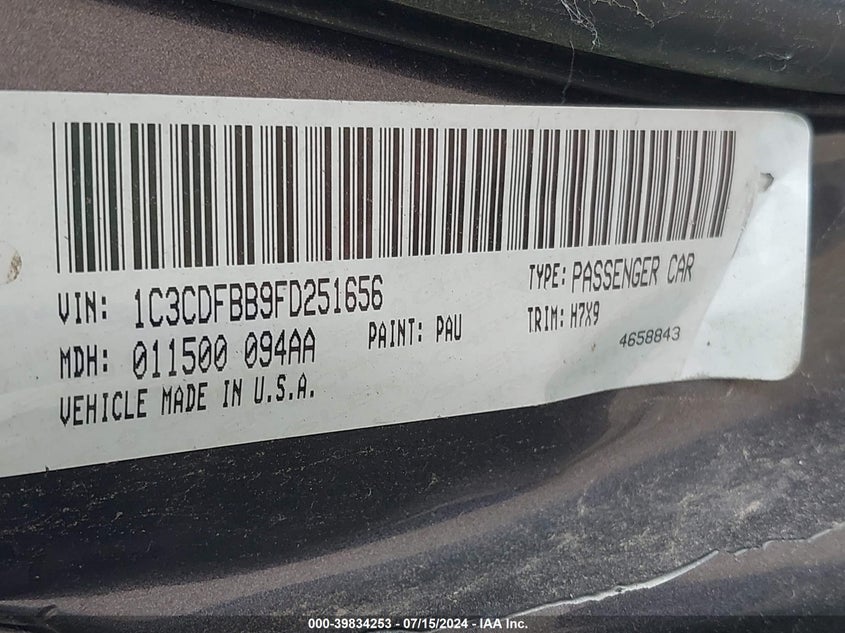 VIN: 1C3CDFBB9FD251656
TYPE: PASSENGER CAR
MDH: 011500 094AA
PAINT: PAU
TRIM: H7X9
4658843
VEHICLE MADE IN U.S.A.
000-39834253 - 07/15/2024 - IAA Inc.